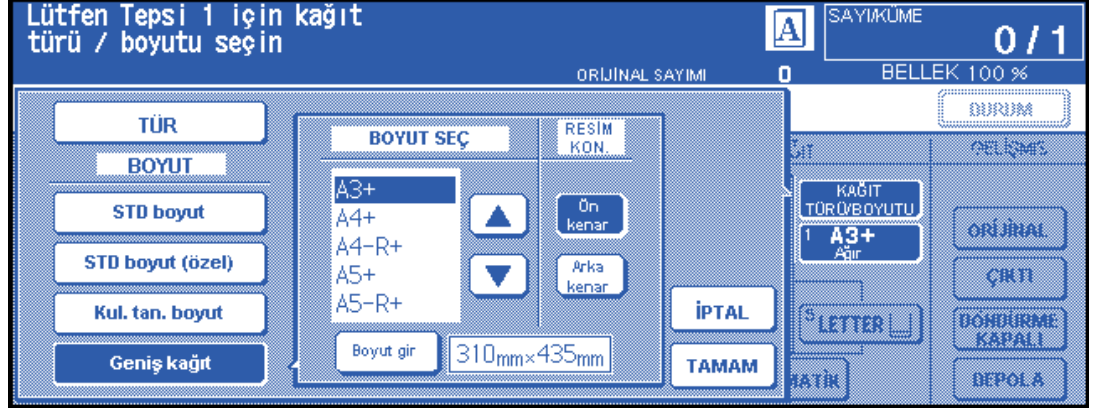 Lütfen Tepsi 1 için kağıt
türü / boyutu seçin
A
SAYI/KÜME
0 / 1
ORİJİNAL SAYIMI 0
BELLEK 100 %
DURUM
TÜR
BOYUT
STD boyut
STD boyut (özel)
Kul. tan. boyut
Geniş kağıt
BOYUT SEÇ
A3+
A4+
A4-R+
A5+
A5-R+
Boyut gir
310mm×435mm
RESİM
KON.
Ön
kenar
Arka
kenar
İPTAL
TAMAM
GELİŞMİS
KAĞIT
TÜRÜ/BOYUTU
1 A3+
Ağır
5 LETTER
ORİJİNAL
ÇIKTI
DÖNDÜRME
KAPALI
DEPOLA